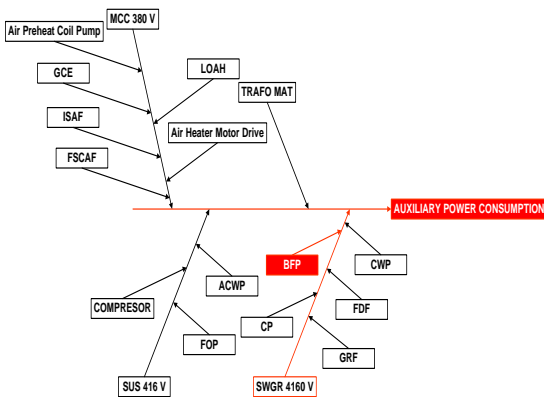 MCC 380 V
Air Preheat Coil Pump
GCE
LOAH
TRAFO MAT
ISAF
Air Heater Motor Drive
FSCAF
AUXILIARY POWER CONSUMPTION
BFP
CWP
ACWP
COMPRESOR
FDF
CP
FOP
GRF
SUS 416 V
SWGR 4160 V